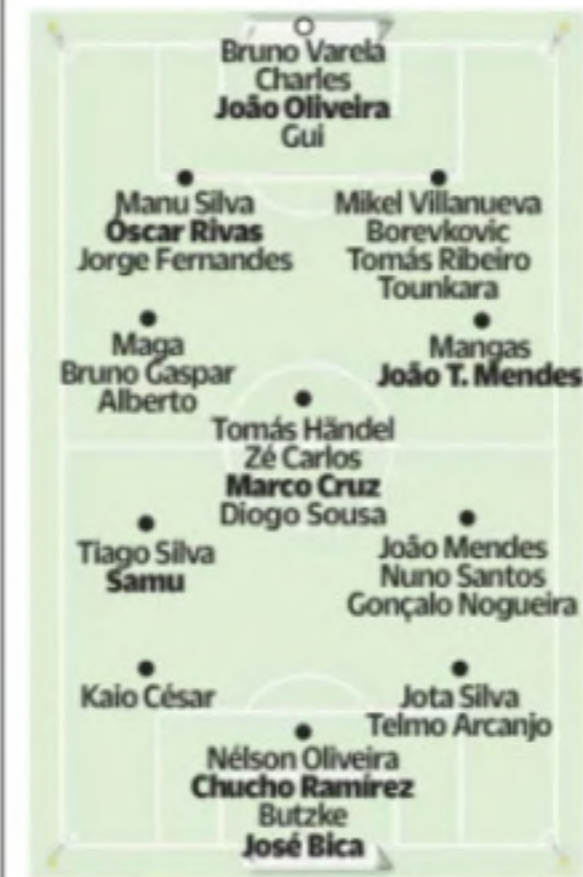 Bruno Varela
Charles
João Oliveira
Gui
Manu Silva
Óscar Rivas
Jorge Fernandes
Mikel Villanueva
Borevkovic
Tomás Ribeiro
Tounkara
Maga
Bruno Gaspar
Alberto
Mangas
João T. Mendes
Tomás Händel
Zé Carlos
Marco Cruz
Diogo Sousa
Tiago Silva
Samu
João Mendes
Nuno Santos
Gonçalo Nogueira
Kaio César
Jota Silva
Telmo Arcanjo
Nélson Oliveira
Chucho Ramírez
Butzke
José Bica